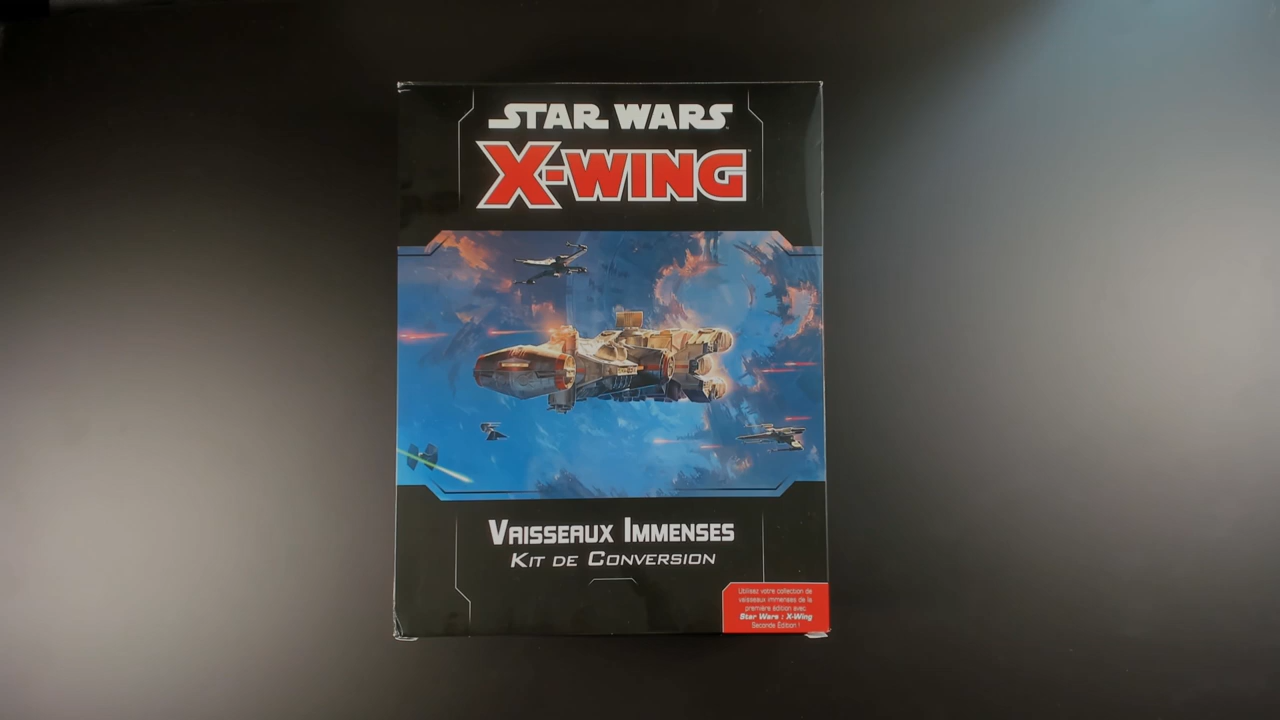 STAR WARS
X-WING
VAISSEAUX IMMENSES
KIT DE CONVERSION
Utilisez votre collection de
vaisseaux immenses de la
première édition avec
Star Wars : X-Wing
Seconde Édition !